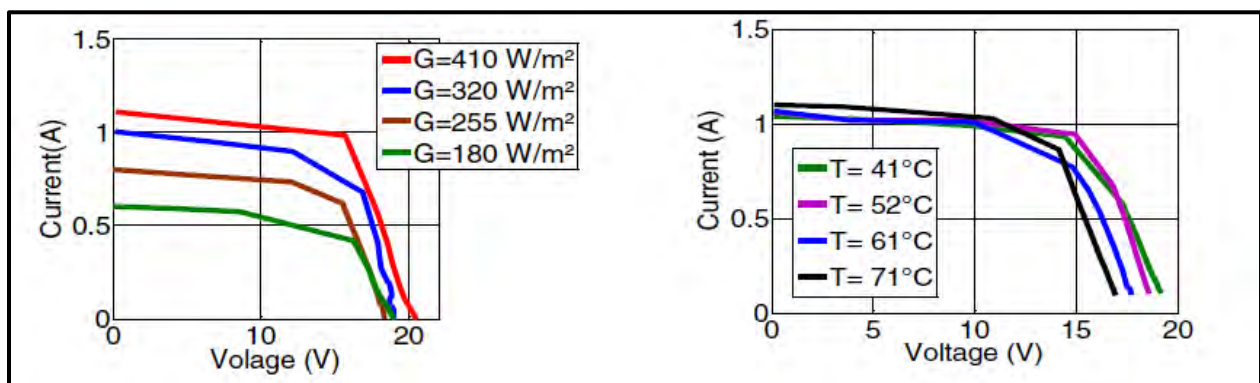 1.5
1
0.5
0
0
10
20
Current(A)
Volage (V)
G=410 W/m²
G=320 W/m²
G=255 W/m²
G=180 W/m²
1.5
1.0
0.5
0
0
5
10
15
20
Current (A)
Voltage (V)
T= 41°C
T= 52°C
T= 61°C
T= 71°C